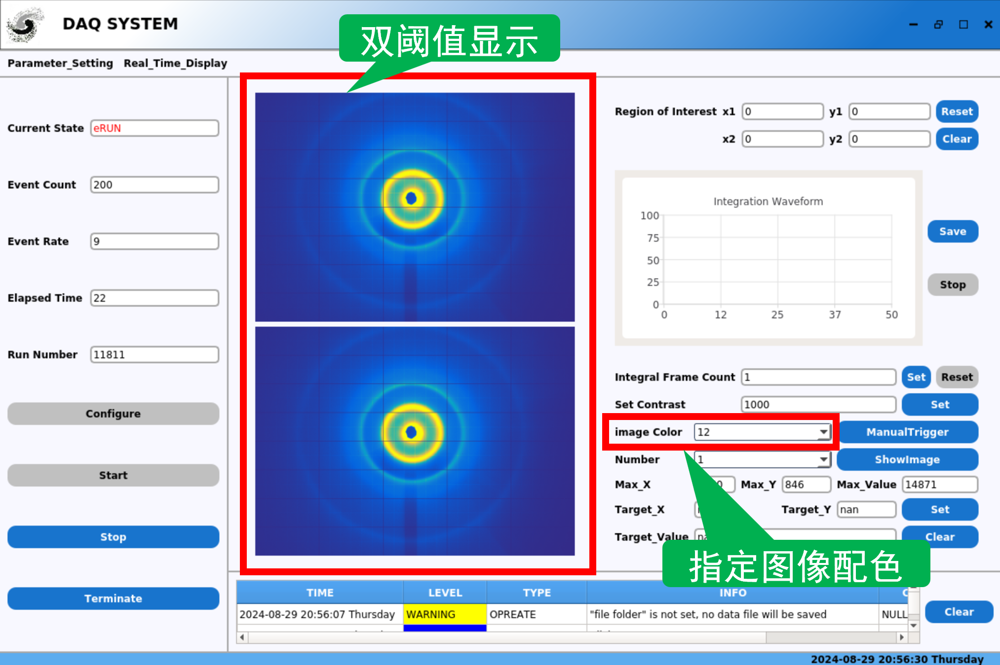 DAQ SYSTEM
双阈值显示
Parameter_Setting Real_Time_Display
Current State eRUN
Event Count 200
Event Rate 9
Elapsed Time 22
Run Number 11811
Configure
Start
Stop
Terminate
Region of Interest x1 0 y1 0 Reset
x2 0 y2 0 Clear
Integration Waveform
100
75
50
25
0
0 12 25 37 50
Save
Stop
Integral Frame Count 1 Set Reset
Set Contrast 1000 Set
image Color 12 ManualTrigger
Number 1 ShowImage
Max_X Max_Y 846 Max_Value 14871
Target_X Target_Y nan Set
Target_Value Clear
指定图像配色
TIME LEVEL TYPE INFO
2024-08-29 20:56:07 Thursday WARNING OPREATE "file folder" is not set, no data file will be saved NULL
Clear
2024-08-29 20:56:30 Thursday